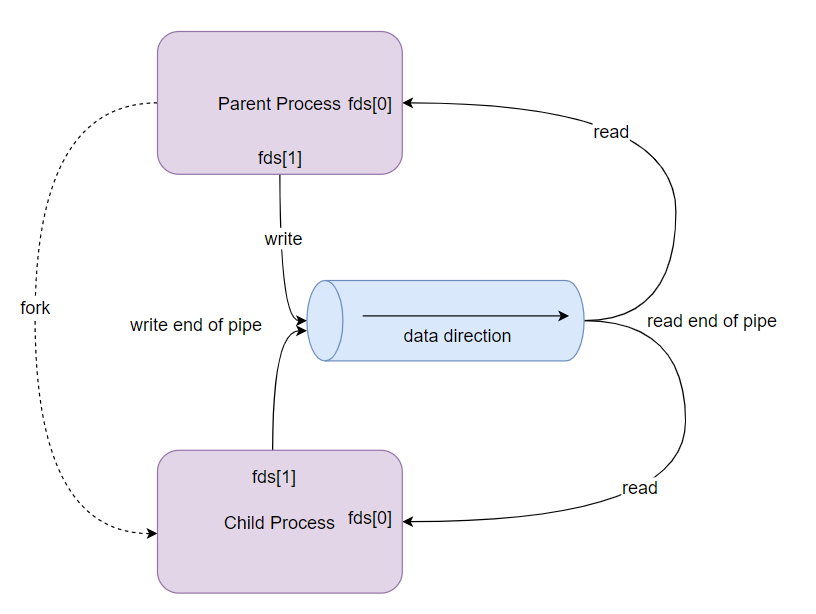 Parent Process fds[0]
fds[1]
read
write
fork
write end of pipe
data direction
read end of pipe
fds[1]
read
Child Process fds[0]